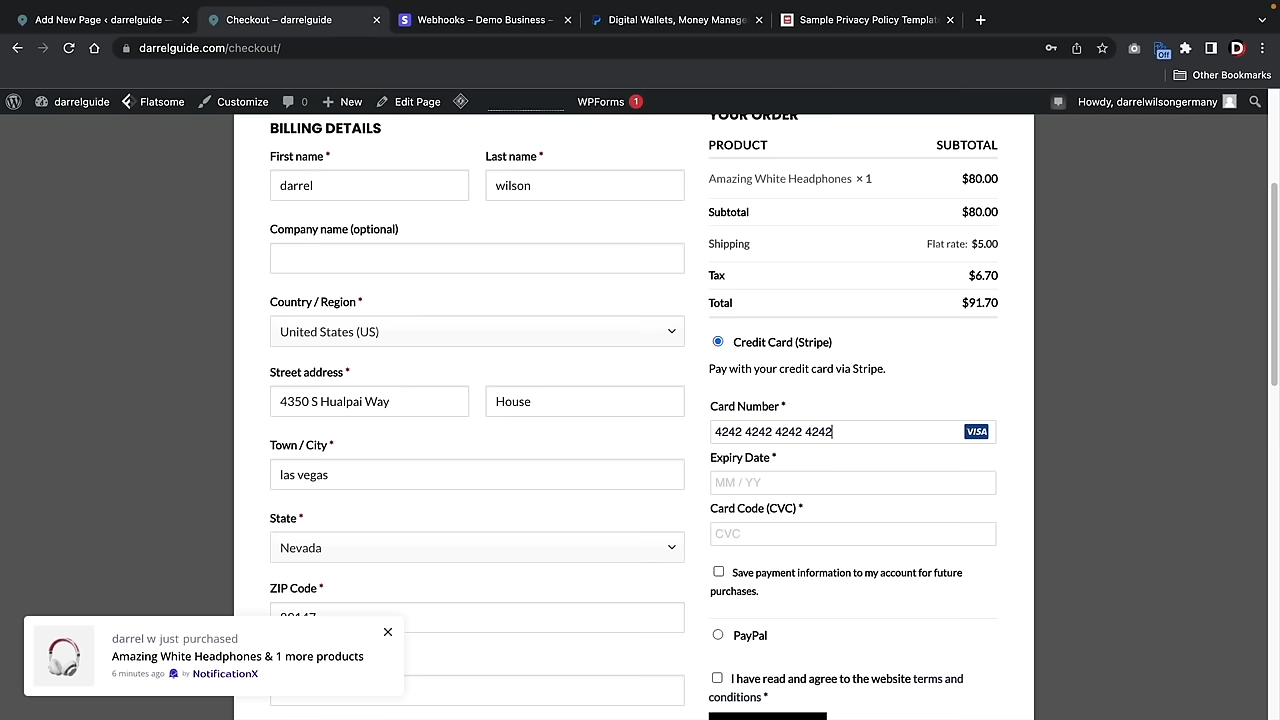 Add New Page ‹ darrelguide —
Checkout – darrelguide
Webhooks – Demo Business –
Digital Wallets, Money Manage
Sample Privacy Policy Templat
darrelguide.com/checkout/
Off
D
Other Bookmarks
darrelguide
Flatsome
Customize
0
New
Edit Page
WPForms 1
Howdy, darrelwilsongermany
BILLING DETAILS
First name *
Last name *
darrel
wilson
Company name (optional)
Country / Region *
United States (US)
Street address *
4350 S Hualpai Way
House
Town / City *
las vegas
State *
Nevada
ZIP Code *
YOUR ORDER
PRODUCT SUBTOTAL
Amazing White Headphones × 1 $80.00
Subtotal $80.00
Shipping Flat rate: $5.00
Tax $6.70
Total $91.70
Credit Card (Stripe)
Pay with your credit card via Stripe.
Card Number *
4242 4242 4242 4242 VISA
Expiry Date *
MM / YY
Card Code (CVC) *
CVC
Save payment information to my account for future
purchases.
PayPal
I have read and agree to the website terms and
conditions *
darrel w just purchased
Amazing White Headphones & 1 more products
6 minutes ago by NotificationX